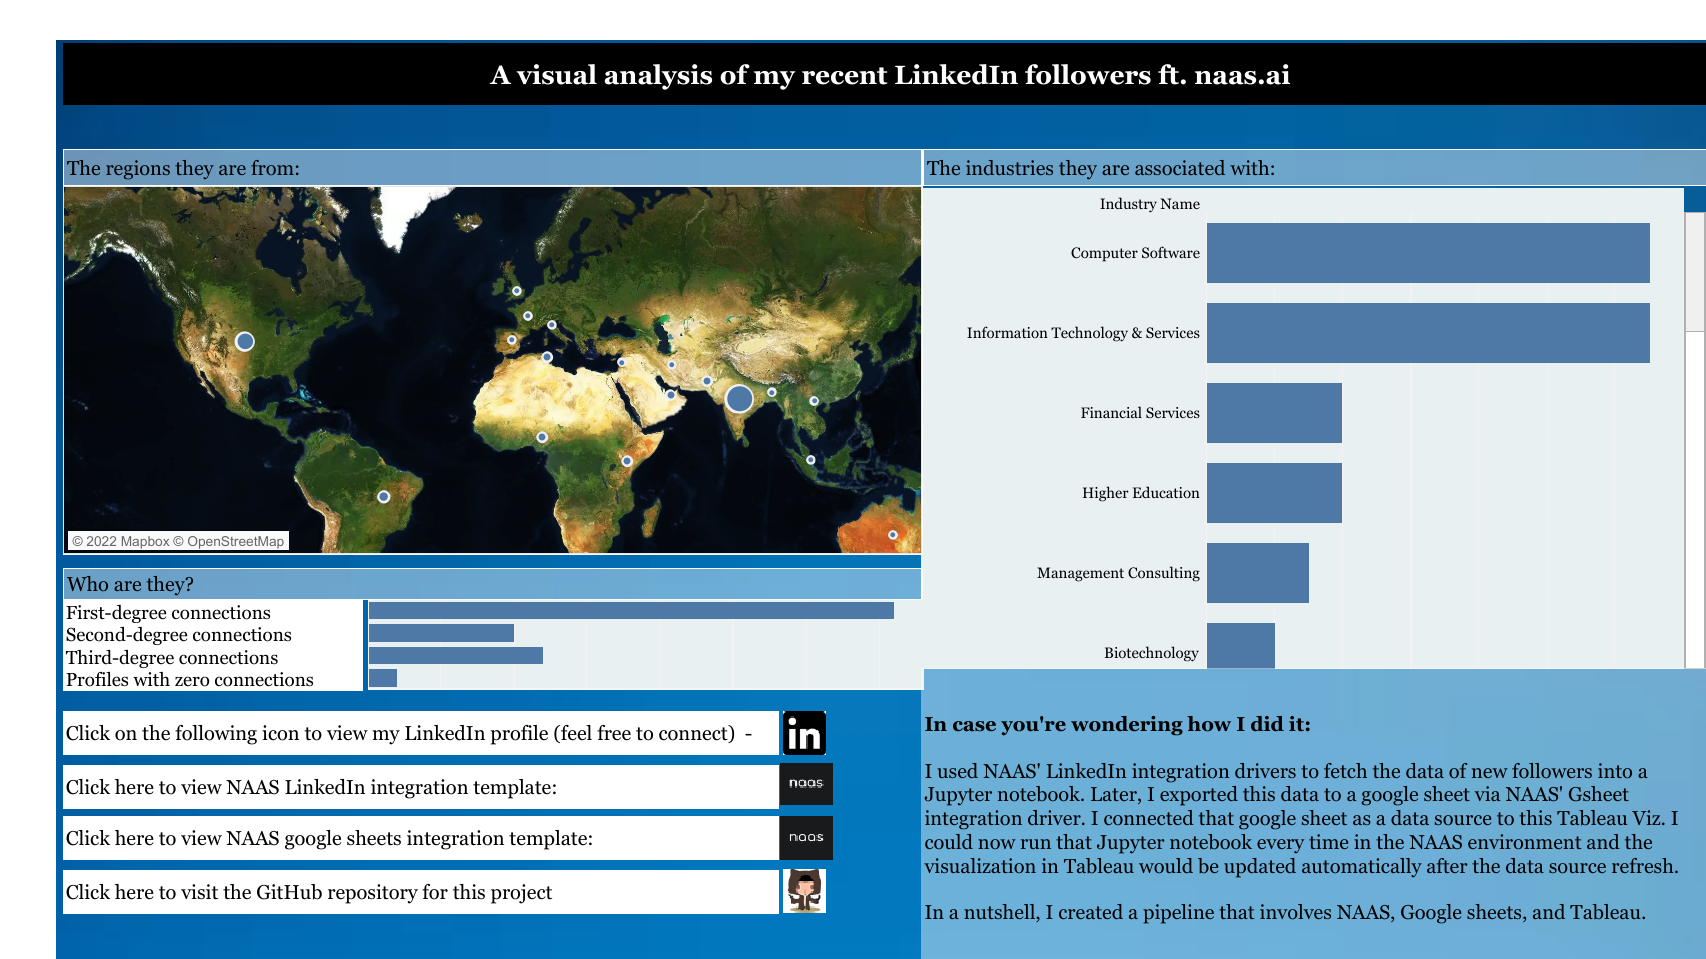 A visual analysis of my recent LinkedIn followers ft. naas.ai
The regions they are from:
© 2022 Mapbox © OpenStreetMap
The industries they are associated with:
Industry Name
Computer Software
Information Technology & Services
Financial Services
Higher Education
Management Consulting
Biotechnology
Who are they?
First-degree connections
Second-degree connections
Third-degree connections
Profiles with zero connections
Click on the following icon to view my LinkedIn profile (feel free to connect)  -
in
Click here to view NAAS LinkedIn integration template:
naas
Click here to view NAAS google sheets integration template:
naas
Click here to visit the GitHub repository for this project
In case you're wondering how I did it:
I used NAAS' LinkedIn integration drivers to fetch the data of new followers into a
Jupyter notebook. Later, I exported this data to a google sheet via NAAS' Gsheet
integration driver. I connected that google sheet as a data source to this Tableau Viz. I
could now run that Jupyter notebook every time in the NAAS environment and the
visualization in Tableau would be updated automatically after the data source refresh.
In a nutshell, I created a pipeline that involves NAAS, Google sheets, and Tableau.